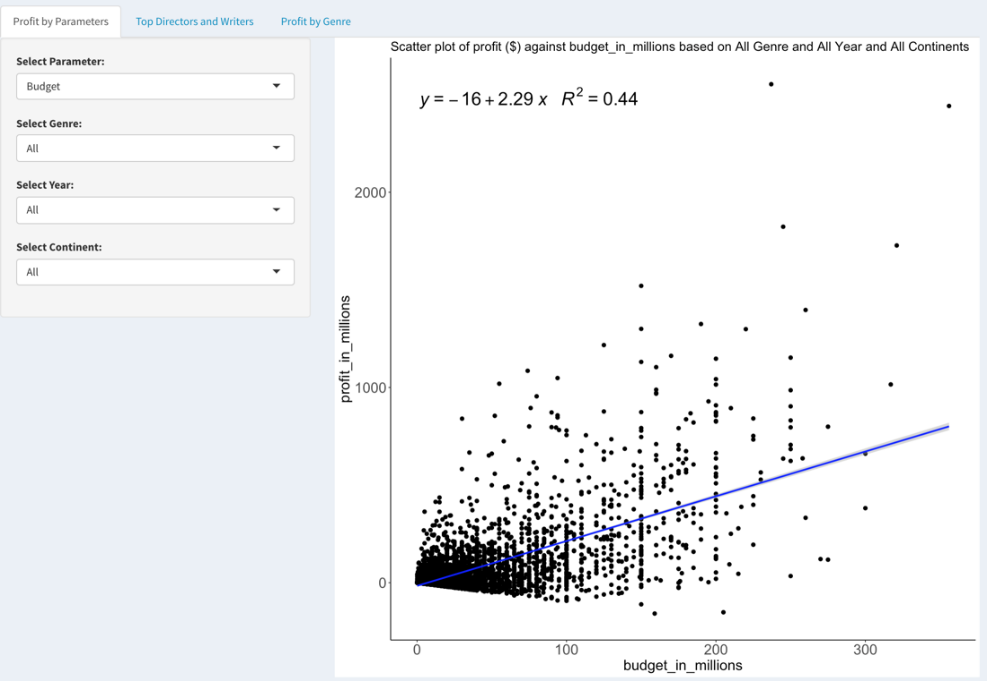 Profit by Parameters
Top Directors and Writers
Profit by Genre
Select Parameter:
Budget
Select Genre:
All
Select Year:
All
Select Continent:
All
Scatter plot of profit ($) against budget_in_millions based on All Genre and All Year and All Continents
y = − 16 + 2.29 x R² = 0.44
profit_in_millions
2000
1000
0
0 100 200 300
budget_in_millions